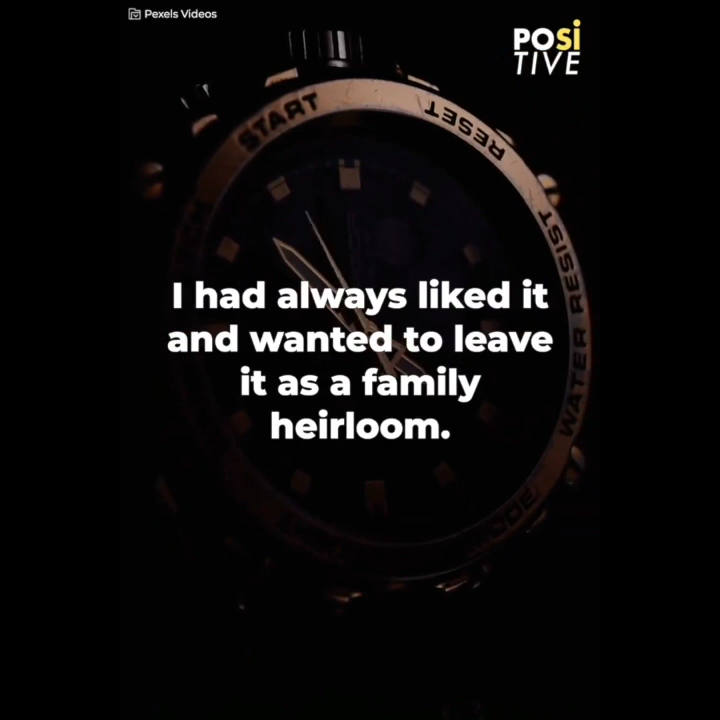 Pexels Videos
POSi
TIVE
START
RESET
WATER RESIST
I had always liked it
and wanted to leave
it as a family
heirloom.